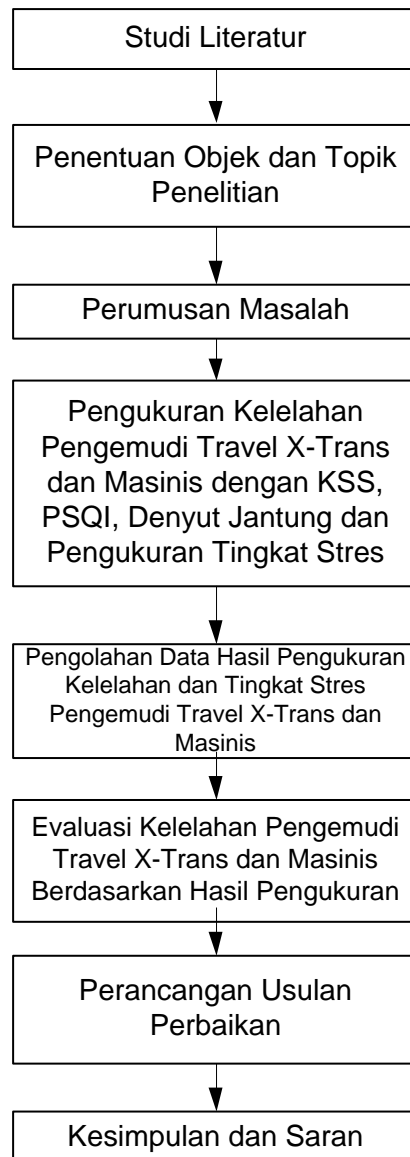 Studi Literatur
Penentuan Objek dan Topik
Penelitian
Perumusan Masalah
Pengukuran Kelelahan
Pengemudi Travel X-Trans
dan Masinis dengan KSS,
PSQI, Denyut Jantung dan
Pengukuran Tingkat Stres
Pengolahan Data Hasil Pengukuran
Kelelahan dan Tingkat Stres
Pengemudi Travel X-Trans dan
Masinis
Evaluasi Kelelahan Pengemudi
Travel X-Trans dan Masinis
Berdasarkan Hasil Pengukuran
Perancangan Usulan
Perbaikan
Kesimpulan dan Saran